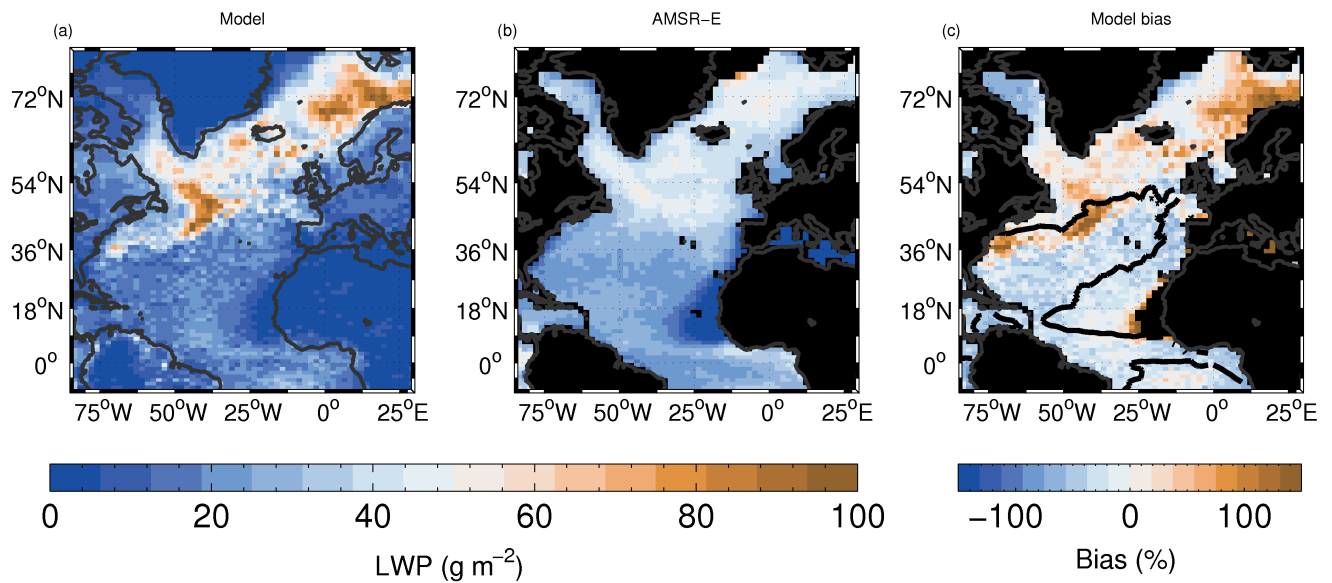 Model
AMSR−E
Model bias
(a)
(b)
(c)
72°N
54°N
36°N
18°N
0°
75°W 50°W 25°W 0° 25°E
72°N
54°N
36°N
18°N
0°
75°W 50°W 25°W 0° 25°E
72°N
54°N
36°N
18°N
0°
75°W 50°W 25°W 0° 25°E
0 20 40 60 80 100
LWP (g m⁻²)
−100 0 100
Bias (%)